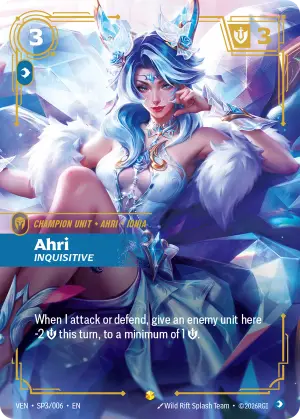 3
3
CHAMPION UNIT • AHRI • IONIA
Ahri
INQUISITIVE
When I attack or defend, give an enemy unit here
-2 this turn, to a minimum of 1.
VEN • SP3/006 • EN
Wild Rift Splash Team
©2026RGI